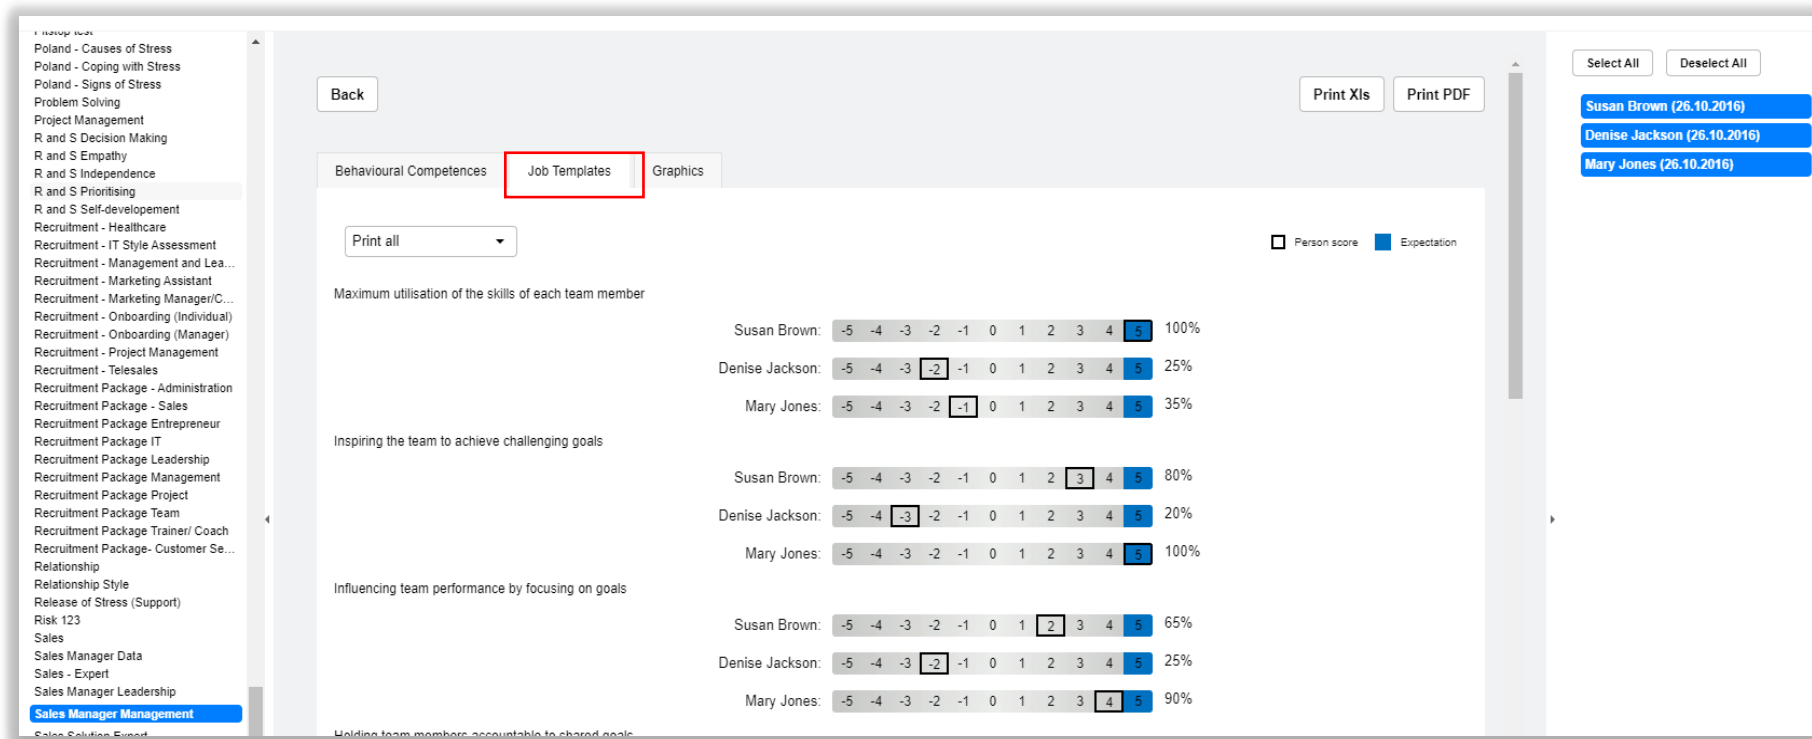 Pitstop test
Poland - Causes of Stress
Poland - Coping with Stress
Poland - Signs of Stress
Problem Solving
Project Management
R and S Decision Making
R and S Empathy
R and S Independence
R and S Prioritising
R and S Self-developement
Recruitment - Healthcare
Recruitment - IT Style Assessment
Recruitment - Management and Lea...
Recruitment - Marketing Assistant
Recruitment - Marketing Manager/C...
Recruitment - Onboarding (Individual)
Recruitment - Onboarding (Manager)
Recruitment - Project Management
Recruitment - Telesales
Recruitment Package - Administration
Recruitment Package - Sales
Recruitment Package Entrepreneur
Recruitment Package IT
Recruitment Package Leadership
Recruitment Package Management
Recruitment Package Project
Recruitment Package Team
Recruitment Package Trainer/ Coach
Recruitment Package- Customer Se...
Relationship
Relationship Style
Release of Stress (Support)
Risk 123
Sales
Sales Manager Data
Sales - Expert
Sales Manager Leadership
Sales Manager Management
Sales Solution Expert
Back
Print Xls Print PDF
Behavioural Competences Job Templates Graphics
Print all
Person score Expectation
Maximum utilisation of the skills of each team member
Susan Brown: -5 -4 -3 -2 -1 0 1 2 3 4 5 100%
Denise Jackson: -5 -4 -3 -2 -1 0 1 2 3 4 5 25%
Mary Jones: -5 -4 -3 -2 -1 0 1 2 3 4 5 35%
Inspiring the team to achieve challenging goals
Susan Brown: -5 -4 -3 -2 -1 0 1 2 3 4 5 80%
Denise Jackson: -5 -4 -3 -2 -1 0 1 2 3 4 5 20%
Mary Jones: -5 -4 -3 -2 -1 0 1 2 3 4 5 100%
Influencing team performance by focusing on goals
Susan Brown: -5 -4 -3 -2 -1 0 1 2 3 4 5 65%
Denise Jackson: -5 -4 -3 -2 -1 0 1 2 3 4 5 25%
Mary Jones: -5 -4 -3 -2 -1 0 1 2 3 4 5 90%
Holding team members accountable to shared goals
Select All Deselect All
Susan Brown (26.10.2016)
Denise Jackson (26.10.2016)
Mary Jones (26.10.2016)